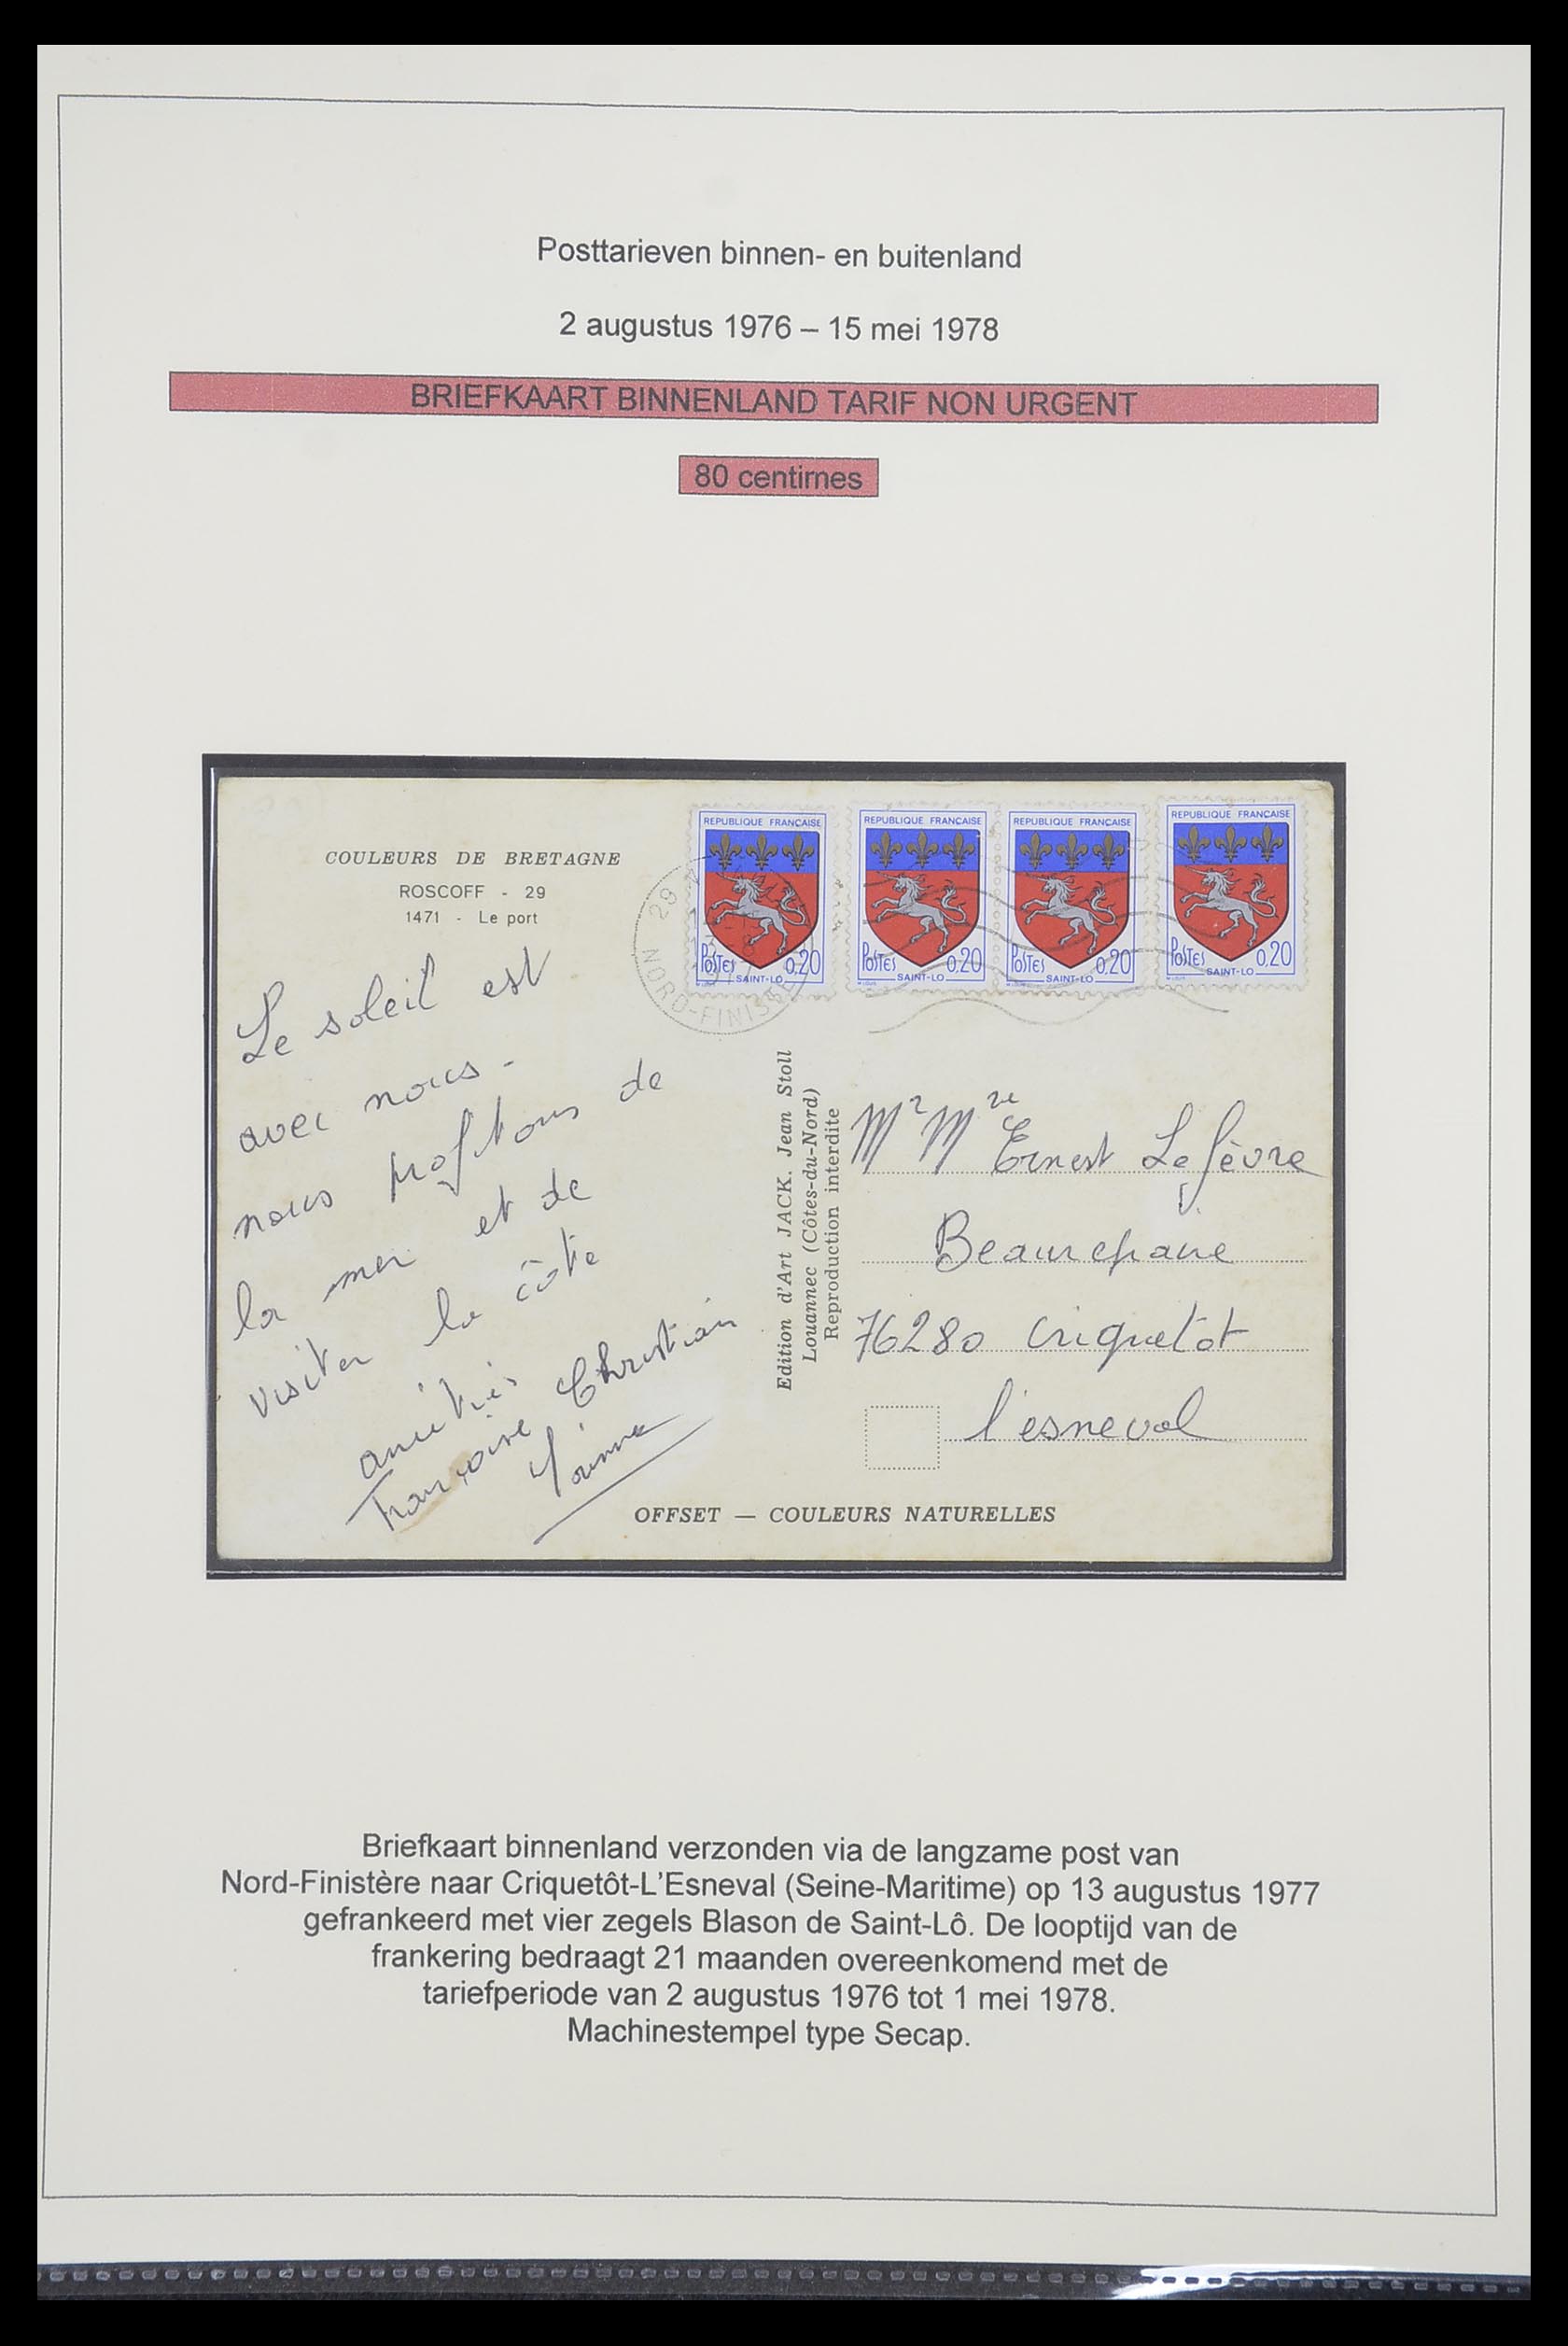 Posttarieven binnen- en buitenland
2 augustus 1976 – 15 mei 1978
BRIEFKAART BINNENLAND TARIF NON URGENT
80 centimes
COULEURS DE BRETAGNE
ROSCOFF - 29
1471 - Le port
REPUBLIQUE FRANÇAISE
POSTES 0,20
SAINT-LO
REPUBLIQUE FRANÇAISE
POSTES 0,20
SAINT-LO
REPUBLIQUE FRANÇAISE
POSTES 0,20
SAINT-LO
REPUBLIQUE FRANÇAISE
POSTES 0,20
SAINT-LO
29
NORD-FINISTERE
Le soleil est
avec nous -
nous profitons de
la mer et de
visiter la côte
amitiés
Françoise Christian
Edition d'Art JACK. Jean Stoll
Louannec (Côtes-du-Nord)
Reproduction interdite
Mr Mme Ernest Lefèvre
Beaurepaire
76280 Criquetot
l'esneval
OFFSET — COULEURS NATURELLES
Briefkaart binnenland verzonden via de langzame post van
Nord-Finistère naar Criquetôt-L'Esneval (Seine-Maritime) op 13 augustus 1977
gefrankeerd met vier zegels Blason de Saint-Lô. De looptijd van de
frankering bedraagt 21 maanden overeenkomend met de
tariefperiode van 2 augustus 1976 tot 1 mei 1978.
Machinestempel type Secap.